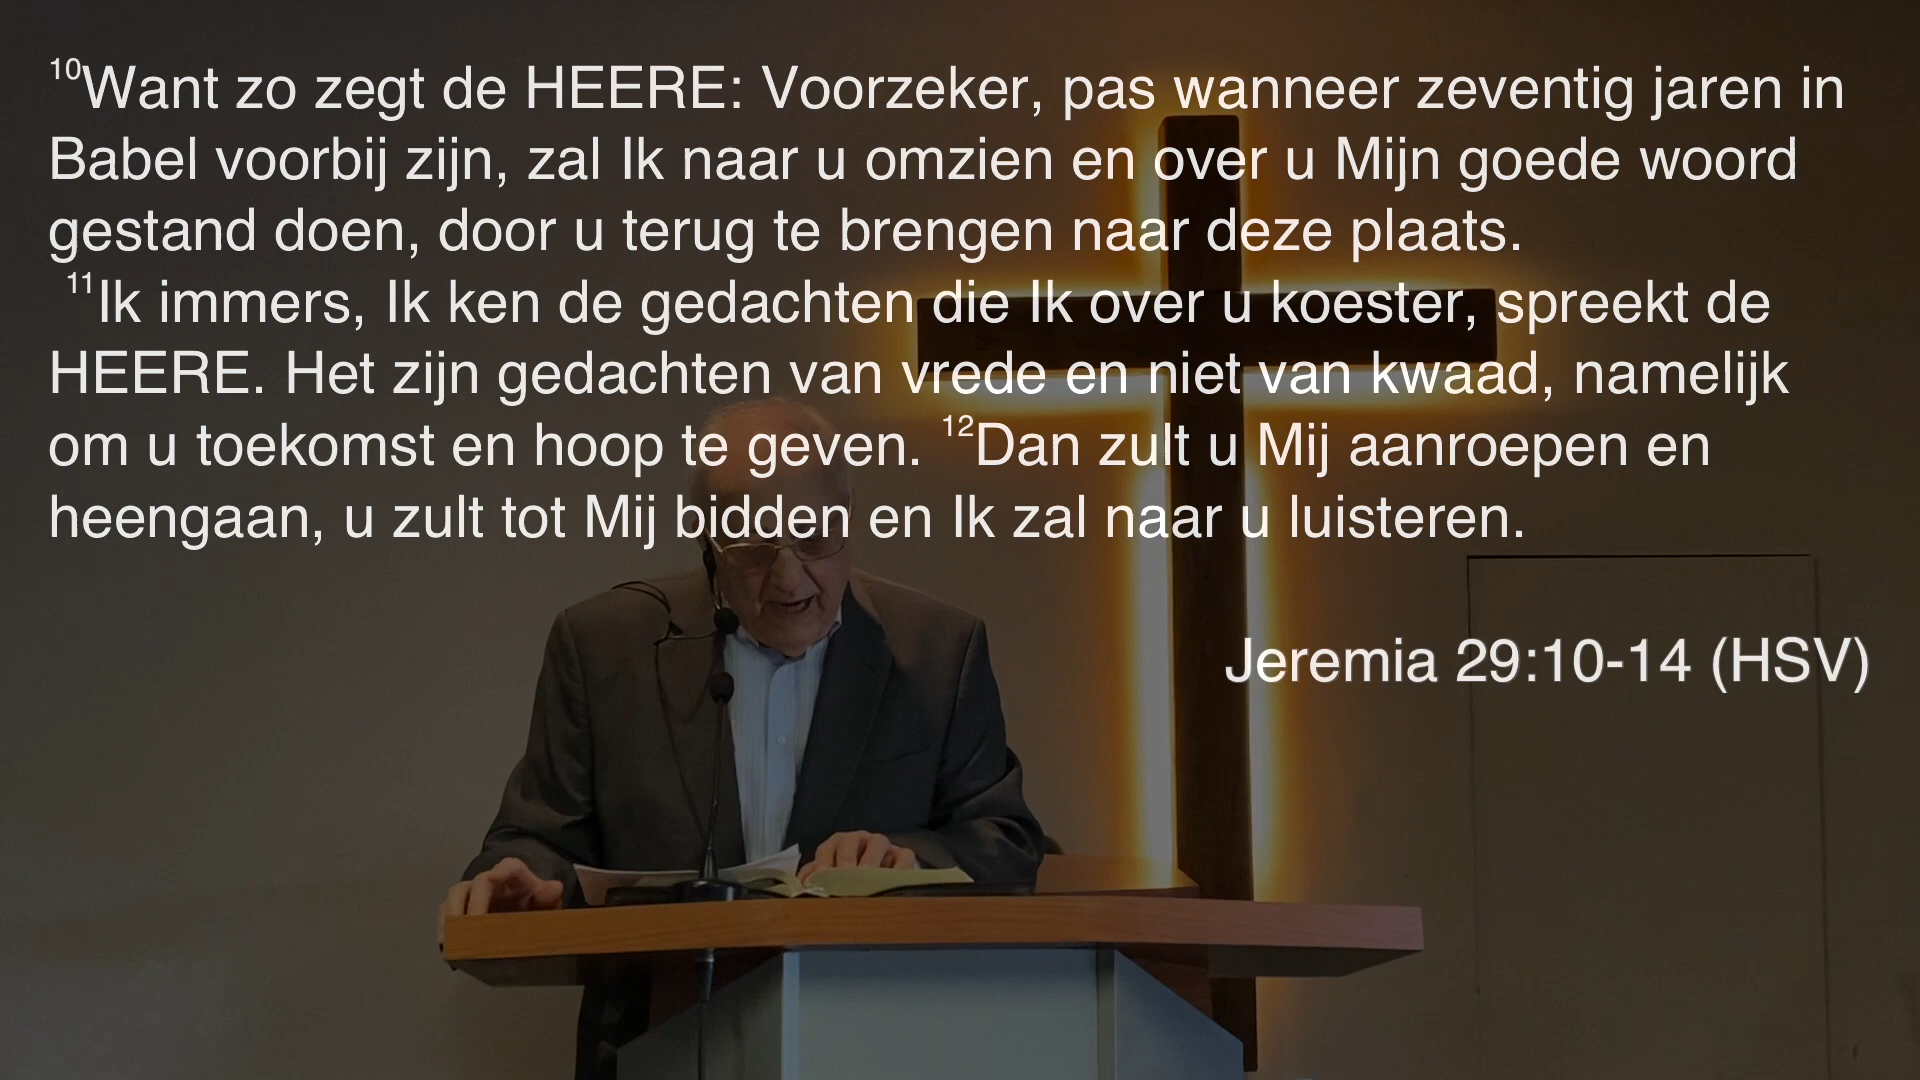 ¹⁰Want zo zegt de HEERE: Voorzeker, pas wanneer zeventig jaren in
Babel voorbij zijn, zal Ik naar u omzien en over u Mijn goede woord
gestand doen, door u terug te brengen naar deze plaats.
¹¹Ik immers, Ik ken de gedachten die Ik over u koester, spreekt de
HEERE. Het zijn gedachten van vrede en niet van kwaad, namelijk
om u toekomst en hoop te geven. ¹²Dan zult u Mij aanroepen en
heengaan, u zult tot Mij bidden en Ik zal naar u luisteren.
Jeremia 29:10-14 (HSV)